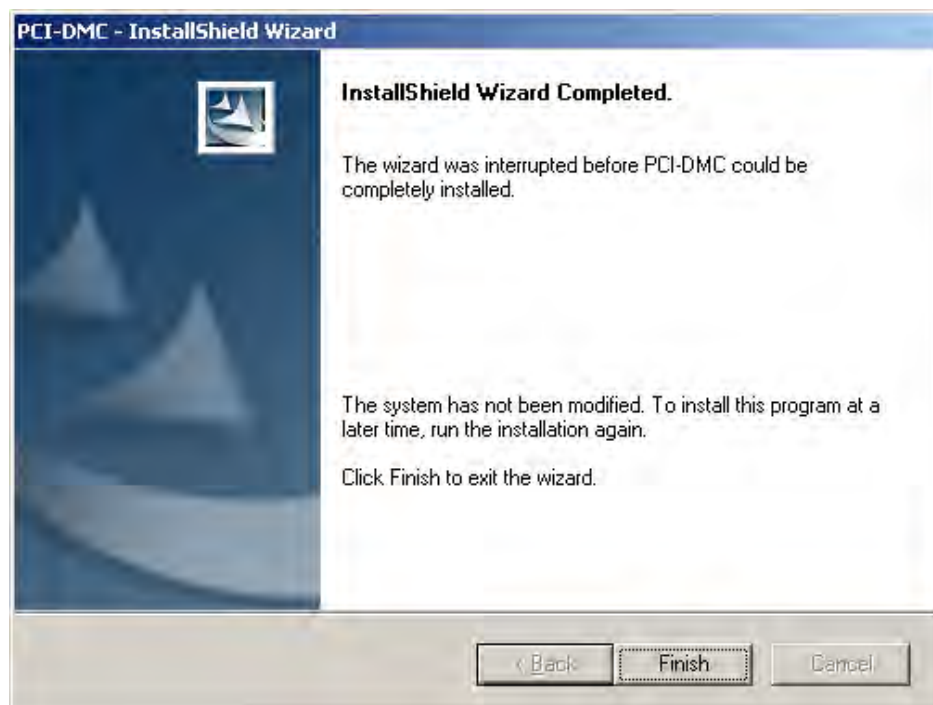 PCI-DMC - InstallShield Wizard
InstallShield Wizard Completed.
The wizard was interrupted before PCI-DMC could be
completely installed.
The system has not been modified. To install this program at a
later time, run the installation again.
Click Finish to exit the wizard.
< Back
Finish
Cancel